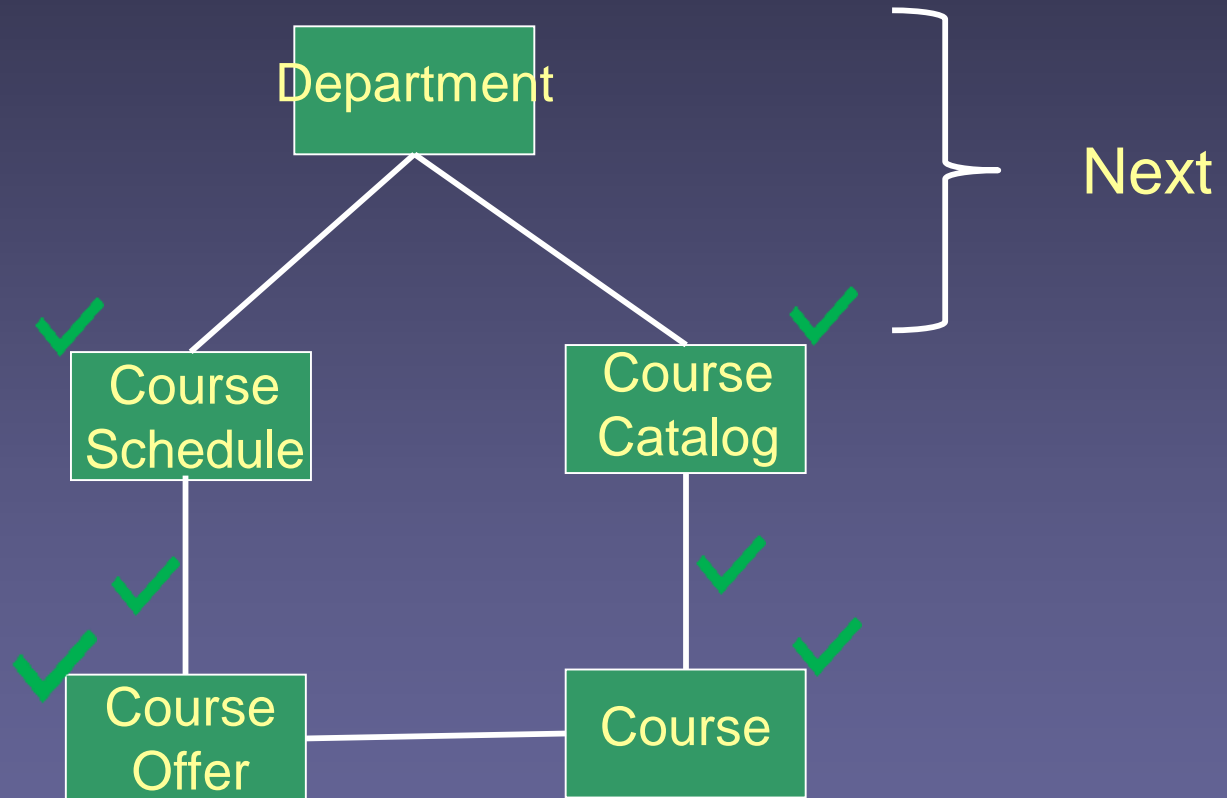 Department
Next
Course
Schedule
Course
Catalog
Course
Offer
Course